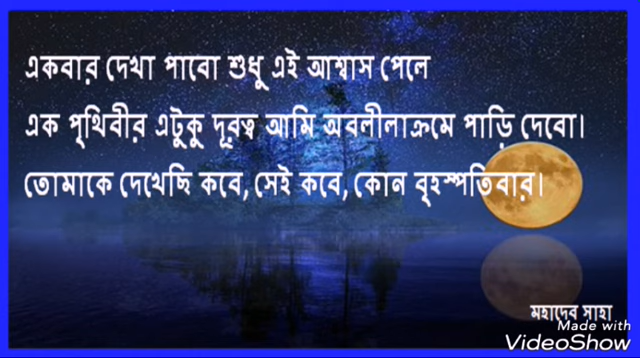 একবার দেখা পাবো শুধু এই আশ্বাস পেলে
এক পৃথিবীর এটুকু দূরত্ব আমি অবলীলাক্রমে পাড়ি দেবো।
তোমাকে দেখেছি কবে, সেই কবে, কোন বৃহস্পতিবার।
মহাদেব সাহা
Made with
VideoShow